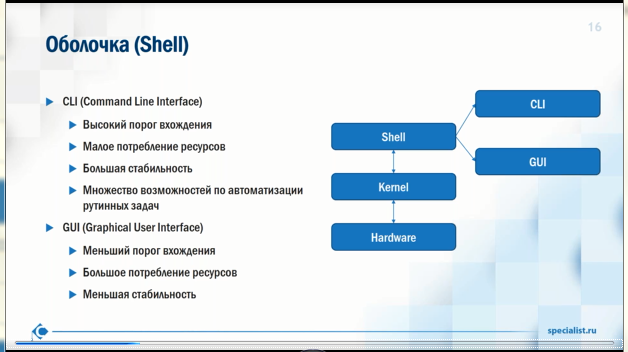 16
Оболочка (Shell)
CLI (Command Line Interface)
Высокий порог вхождения
Малое потребление ресурсов
Большая стабильность
Множество возможностей по автоматизации
рутинных задач
GUI (Graphical User Interface)
Меньший порог вхождения
Большое потребление ресурсов
Меньшая стабильность
CLI
Shell
GUI
Kernel
Hardware
specialist.ru